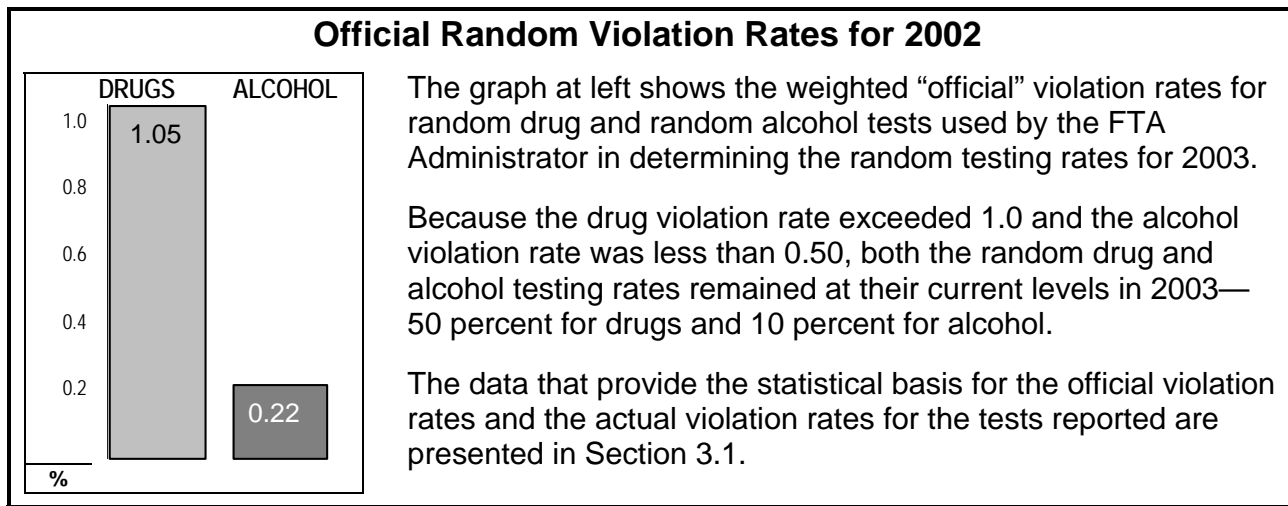 Official Random Violation Rates for 2002
DRUGS ALCOHOL
1.0
0.8
0.6
0.4
0.2
%
1.05
0.22
The graph at left shows the weighted “official” violation rates for
random drug and random alcohol tests used by the FTA
Administrator in determining the random testing rates for 2003.
Because the drug violation rate exceeded 1.0 and the alcohol
violation rate was less than 0.50, both the random drug and
alcohol testing rates remained at their current levels in 2003—
50 percent for drugs and 10 percent for alcohol.
The data that provide the statistical basis for the official violation
rates and the actual violation rates for the tests reported are
presented in Section 3.1.